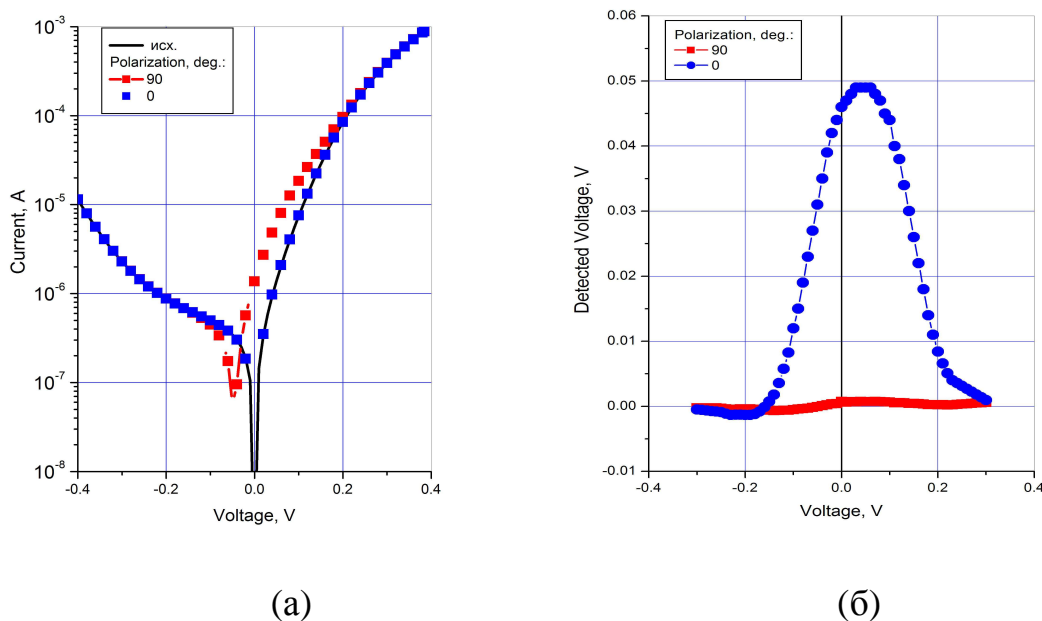 10⁻³
10⁻⁴
10⁻⁵
10⁻⁶
10⁻⁷
10⁻⁸
Current, A
исх.
Polarization, deg.:
90
0
-0.4 -0.2 0.0 0.2 0.4
Voltage, V
(а)
0.06
0.05
0.04
0.03
0.02
0.01
0.00
-0.01
Detected Voltage, V
Polarization, deg.:
90
0
-0.4 -0.2 0.0 0.2 0.4
Voltage, V
(б)